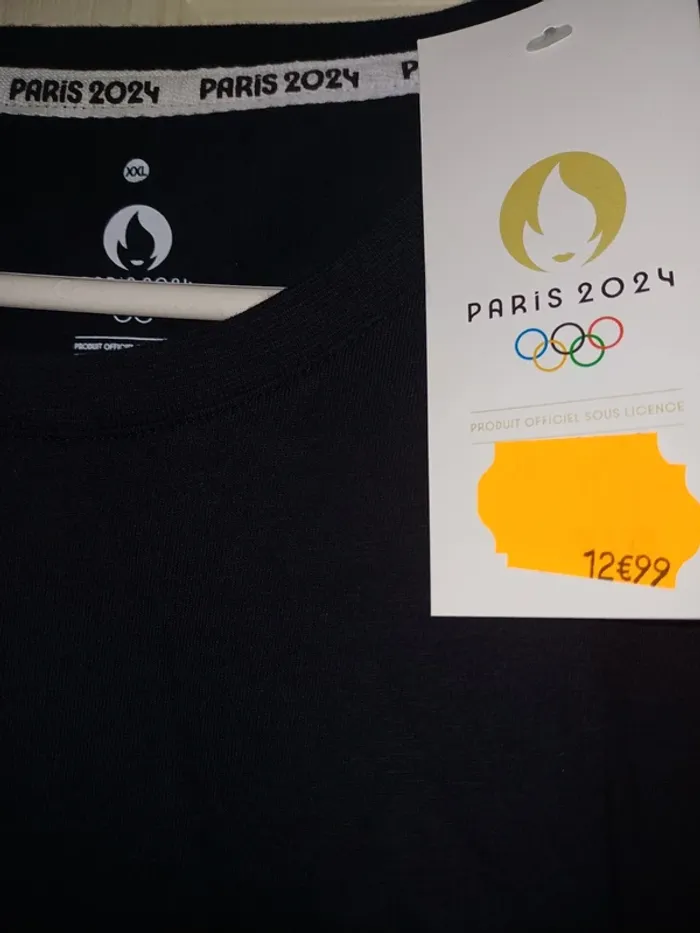 PARIS 2024 PARIS 2024 P
XXL
PARIS 2024
PRODUIT OFFICIEL SOUS LICENCE
12€99